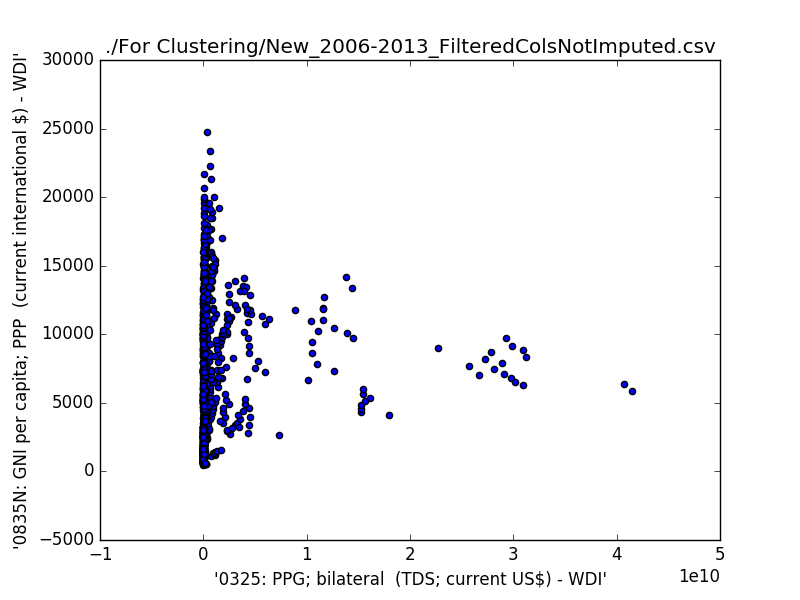 ./For Clustering/New_2006-2013_FilteredColsNotImputed.csv
'0835N: GNI per capita; PPP  (current international $) - WDI'
30000
25000
20000
15000
10000
5000
0
−5000
−1 0 1 2 3 4 5
1e10
'0325: PPG; bilateral  (TDS; current US$) - WDI'